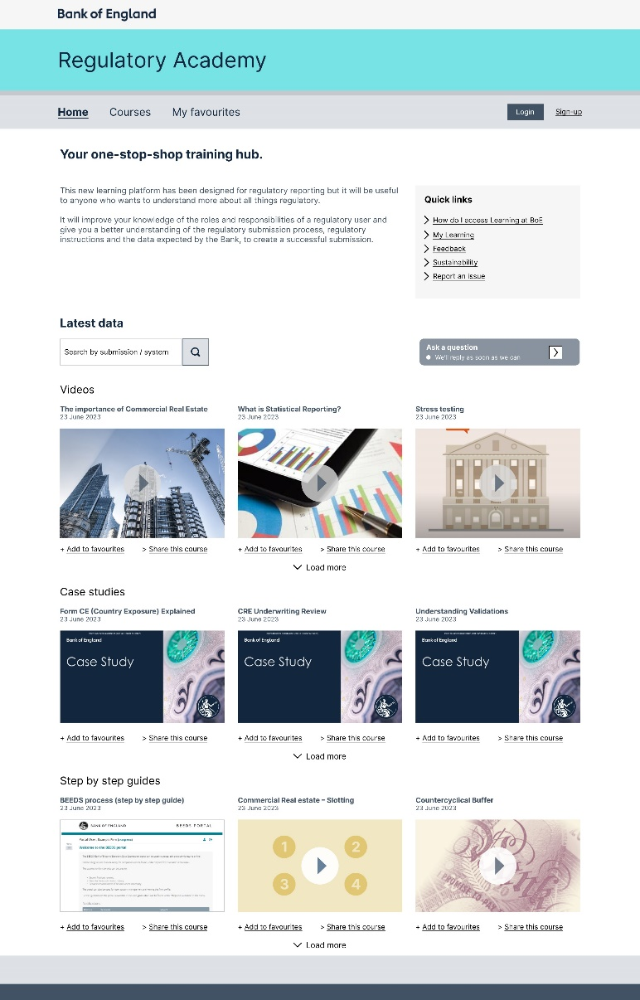 Bank of England
Regulatory Academy
Home
Courses
My favourites
Login
Sign-up
Your one-stop-shop training hub.
This new learning platform has been designed for regulatory reporting but it will be useful
to anyone who wants to understand more about all things regulatory.
It will improve your knowledge of the roles and responsibilities of a regulatory user and
give you a better understanding of the regulatory submission process, regulatory
instructions and the data expected by the Bank, to create a successful submission.
Quick links
How do I access Learning at BoE
My Learning
Feedback
Sustainability
Report an issue
Latest data
Search by submission / system
Ask a question
We'll reply as soon as we can
Videos
The importance of Commercial Real Estate
23 June 2023
What is Statistical Reporting?
23 June 2023
Stress testing
23 June 2023
+ Add to favourites > Share this course
+ Add to favourites > Share this course
+ Add to favourites > Share this course
Load more
Case studies
Form CE (Country Exposure) Explained
23 June 2023
CRE Underwriting Review
23 June 2023
Understanding Validations
23 June 2023
Bank of England
Case Study
Bank of England
Case Study
Bank of England
Case Study
+ Add to favourites > Share this course
+ Add to favourites > Share this course
+ Add to favourites > Share this course
Load more
Step by step guides
BEEDS process (step by step guide)
23 June 2023
Commercial Real estate – Slotting
23 June 2023
Countercyclical Buffer
23 June 2023
BANK OF ENGLAND
BEEDS PORTAL
Welcome to the BEEDS portal
1
2
3
4
+ Add to favourites > Share this course
+ Add to favourites > Share this course
+ Add to favourites > Share this course
Load more